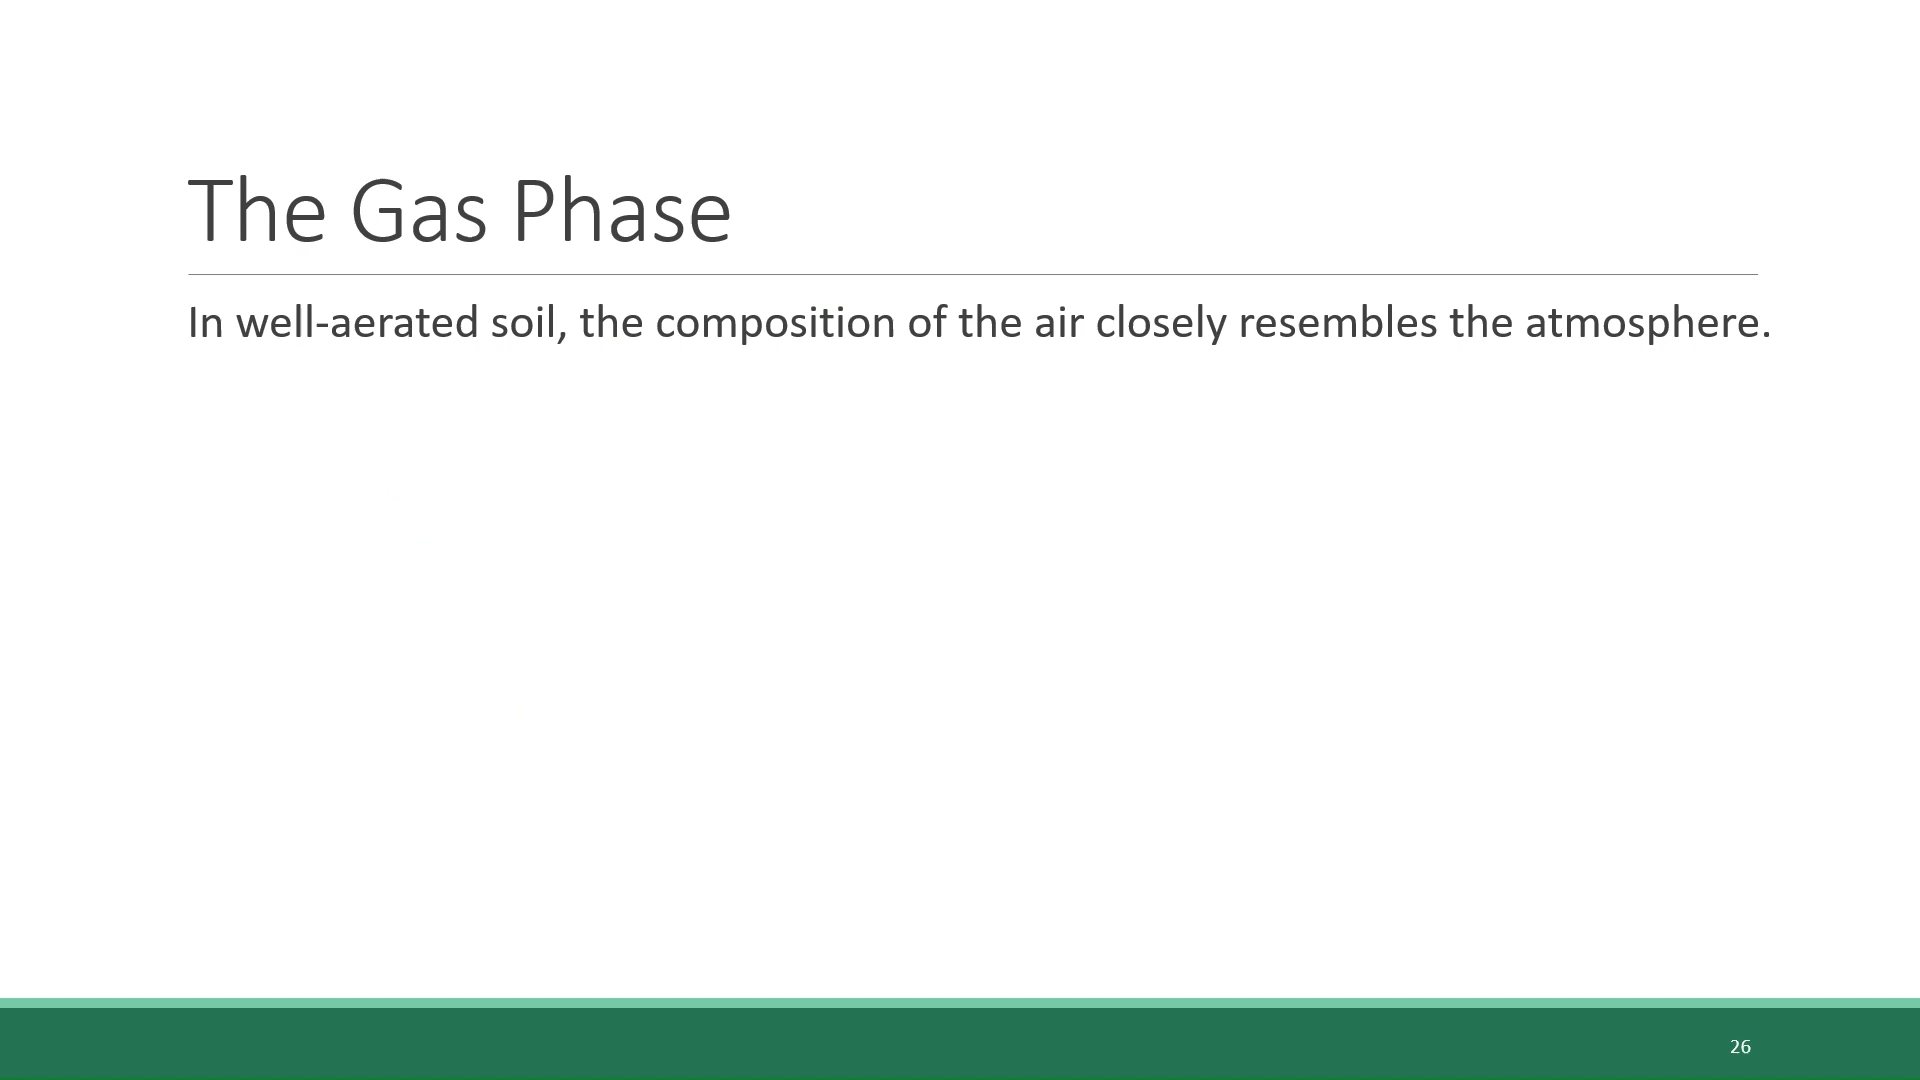 The Gas Phase
In well-aerated soil, the composition of the air closely resembles the atmosphere.
26